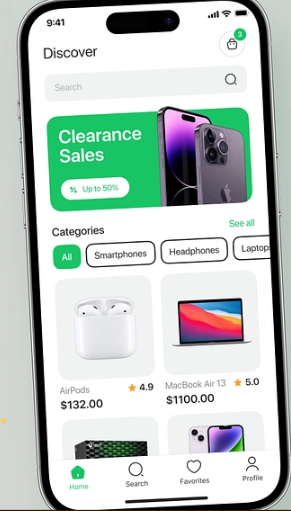 9:41
Discover
3
Search
Clearance
Sales
% Up to 50%
Categories
See all
All
Smartphones
Headphones
Laptops
AirPods
4.9
$132.00
MacBook Air 13
5.0
$1100.00
Home
Search
Favorites
Profile